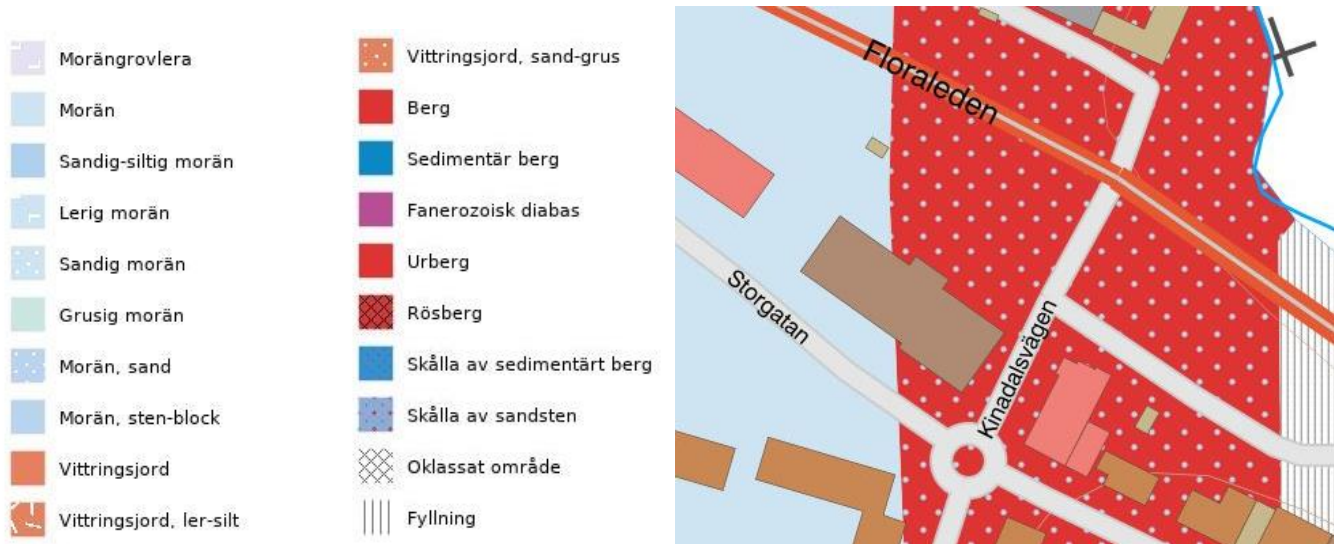 Morängrovlera
Morän
Sandig-siltig morän
Lerig morän
Sandig morän
Grusig morän
Morän, sand
Morän, sten-block
Vittringsjord
Vittringsjord, ler-silt
Vittringsjord, sand-grus
Berg
Sedimentär berg
Fanerozoisk diabas
Urberg
Rösberg
Skålla av sedimentärt berg
Skålla av sandsten
Oklassat område
Fyllning
Floraleden
Storgatan
Kinadalsvägen